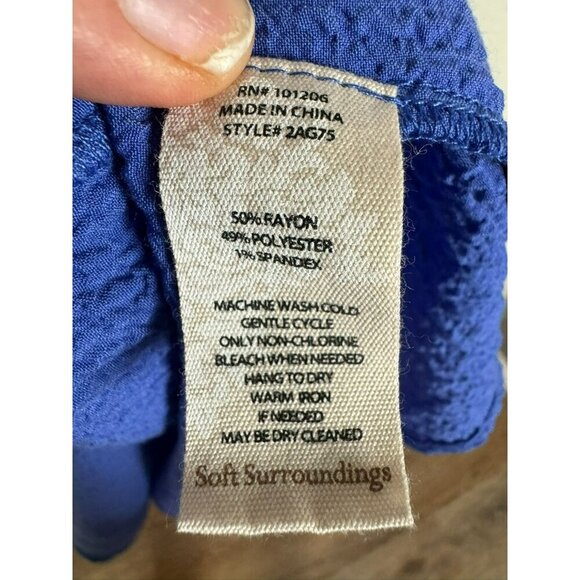 RN# 101206
MADE IN CHINA
STYLE# 2AG75
50% RAYON
49% POLYESTER
1% SPANDEX
MACHINE WASH COLD
GENTLE CYCLE
ONLY NON-CHLORINE
BLEACH WHEN NEEDED
HANG TO DRY
WARM IRON
IF NEEDED
MAY BE DRY CLEANED
Soft Surroundings